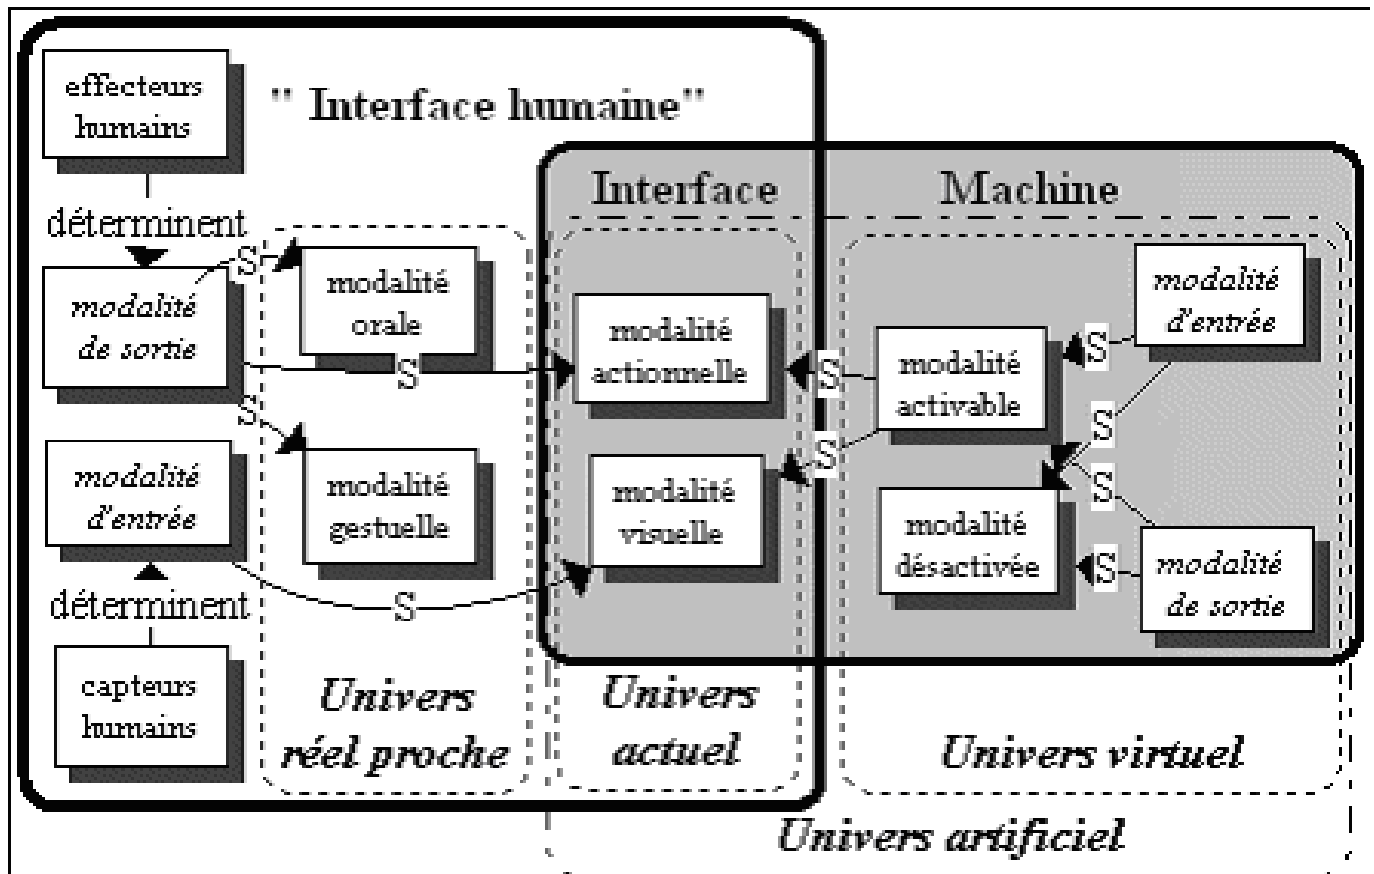 effecteurs
humains
" Interface humaine"
Interface
Machine
déterminent
S
modalité
de sortie
modalité
orale
S
modalité
actionnelle
S
modalité
activable
S
modalité
d'entrée
S
modalité
d'entrée
modalité
gestuelle
modalité
visuelle
S
S
S
modalité
désactivée
S
modalité
de sortie
S
déterminent
capteurs
humains
Univers
réel proche
Univers
actuel
Univers virtuel
Univers artificiel